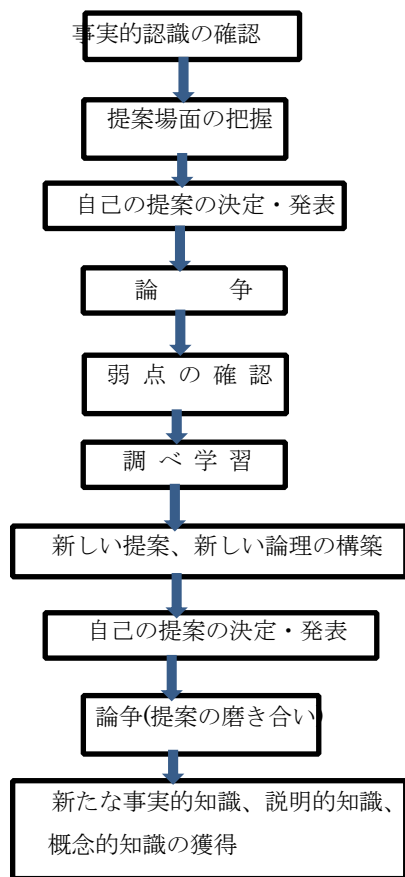 事実的認識の確認
提案場面の把握
自己の提案の決定・発表
論　　争
弱 点 の 確 認
調 べ 学 習
新しい提案、新しい論理の構築
自己の提案の決定・発表
論争(提案の磨き合い)
新たな事実的知識、説明的知識、
概念的知識の獲得